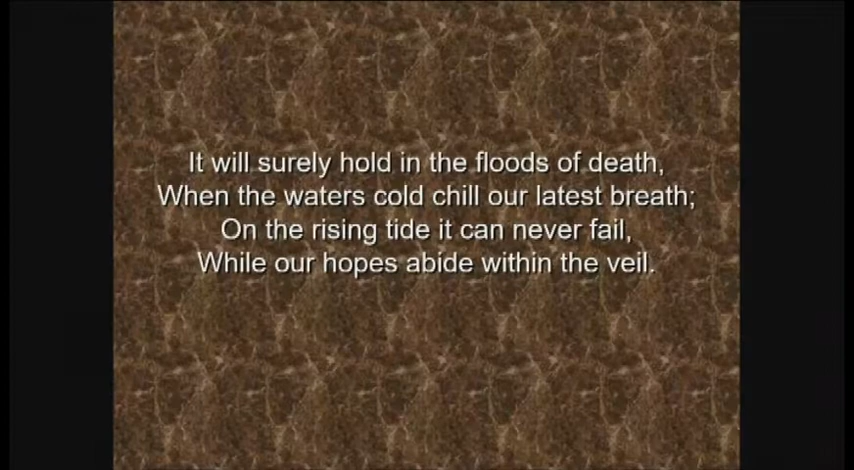 It will surely hold in the floods of death,
When the waters cold chill our latest breath;
On the rising tide it can never fail,
While our hopes abide within the veil.